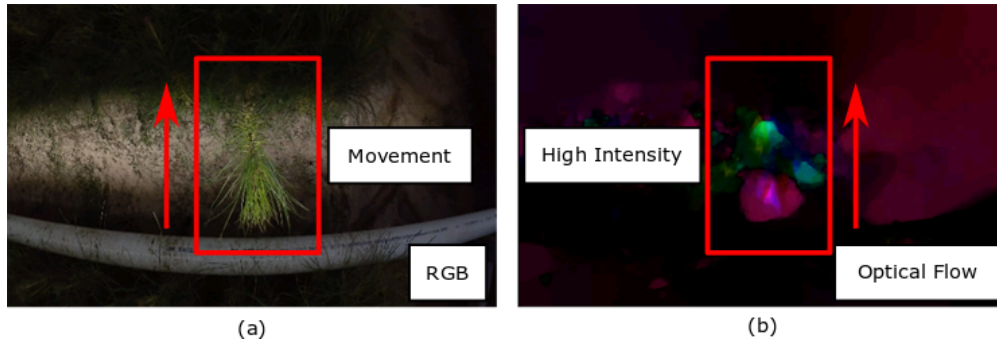 Movement
RGB
(a)
High Intensity
Optical Flow
(b)